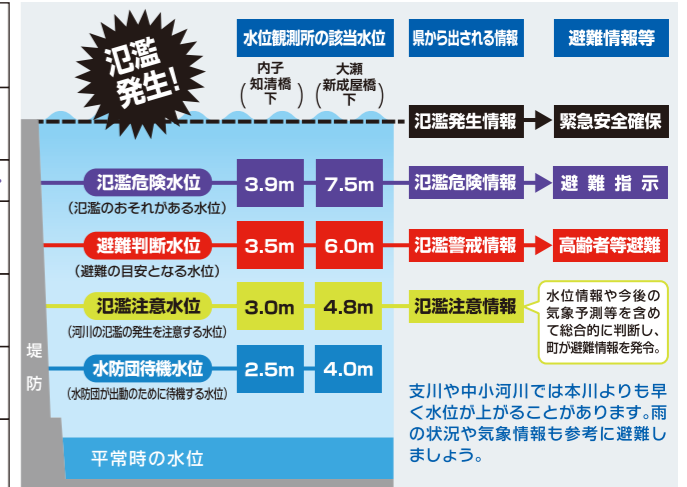 水位観測所の該当水位 県から出される情報 避難情報等
氾濫
発生!
内子
(知清橋下)
大瀬
(新成屋橋下)
氾濫発生情報 緊急安全確保
氾濫危険水位 3.9m 7.5m 氾濫危険情報 避難指示
(氾濫のおそれがある水位)
避難判断水位 3.5m 6.0m 氾濫警戒情報 高齢者等避難
(避難の目安となる水位)
氾濫注意水位 3.0m 4.8m 氾濫注意情報
(河川の氾濫の発生を注意する水位)
水位情報や今後の
気象予測等を含め
て総合的に判断し、
町が避難情報を発令。
水防団待機水位 2.5m 4.0m
(水防団が出動のために待機する水位)
堤防
平常時の水位
支川や中小河川では本川よりも早
く水位が上がることがあります。雨
の状況や気象情報も参考に避難し
ましょう。